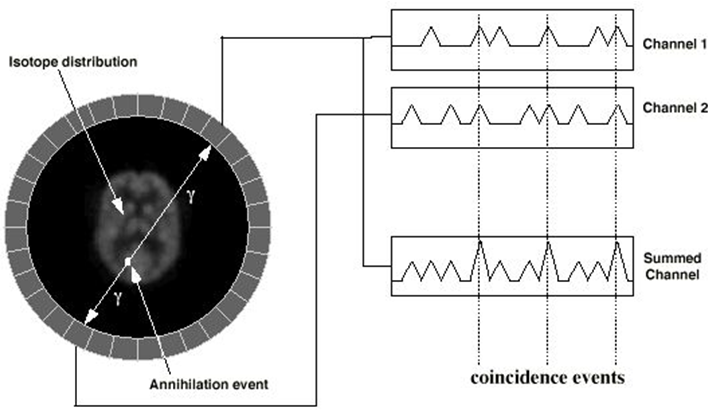 Isotope distribution
γ
γ
Annihilation event
Channel 1
Channel 2
Summed
Channel
coincidence events